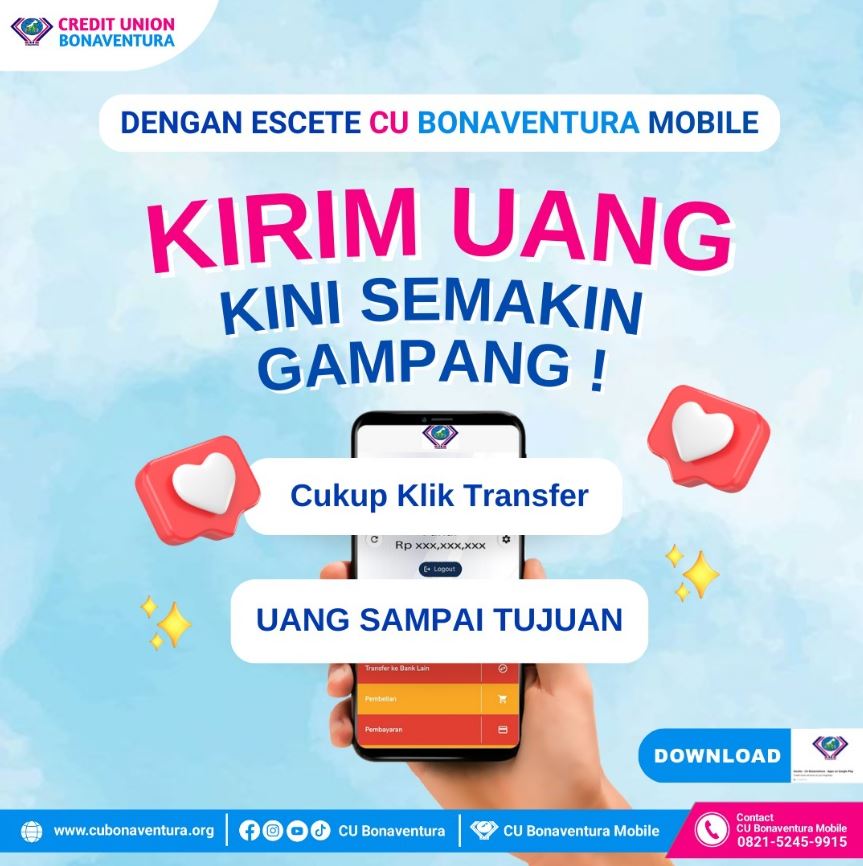 CREDIT UNION
BONAVENTURA
DENGAN ESCETE CU BONAVENTURA MOBILE
KIRIM UANG
KINI SEMAKIN
GAMPANG !
Cukup Klik Transfer
Rp xxx,xxx,xxx
Logout
UANG SAMPAI TUJUAN
Transfer ke Bank Lain
Pembelian
Pembayaran
DOWNLOAD
www.cubonaventura.org
CU Bonaventura
CU Bonaventura Mobile
Contact
CU Bonaventura Mobile
0821-5245-9915